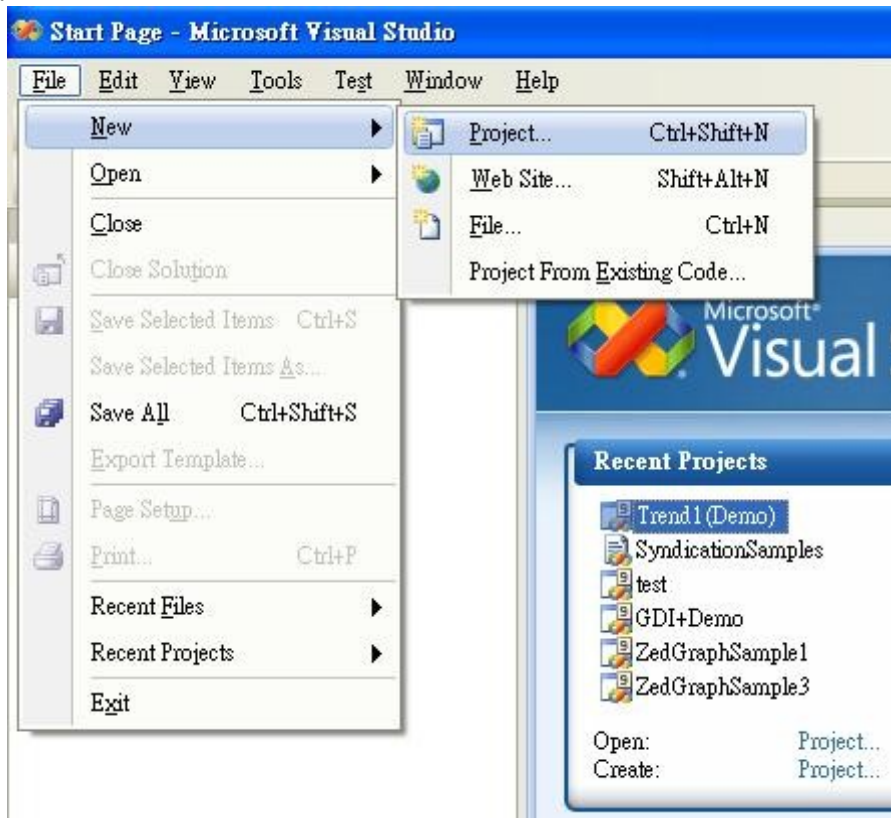 Start Page - Microsoft Visual Studio
File Edit View Tools Test Window Help
New
Open
Close
Close Solution
Save Selected Items Ctrl+S
Save Selected Items As...
Save All Ctrl+Shift+S
Export Template...
Page Setup...
Print... Ctrl+P
Recent Files
Recent Projects
Exit
Project... Ctrl+Shift+N
Web Site... Shift+Alt+N
File... Ctrl+N
Project From Existing Code...
Microsoft®
Visual
Recent Projects
Trend1(Demo)
SyndicationSamples
test
GDI+Demo
ZedGraphSample1
ZedGraphSample3
Open: Project...
Create: Project...